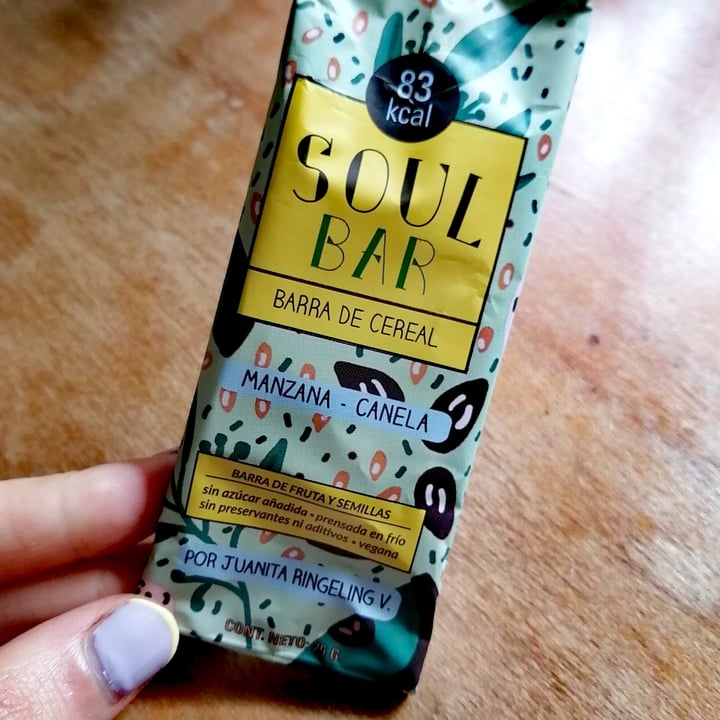 83
kcal
SOUL
BAR
BARRA DE CEREAL
MANZANA - CANELA
BARRA DE FRUTA Y SEMILLAS
sin azúcar añadida • prensada en frío
sin preservantes ni aditivos • vegana
POR JUANITA RINGELING V.
CONT. NETO: 20 G